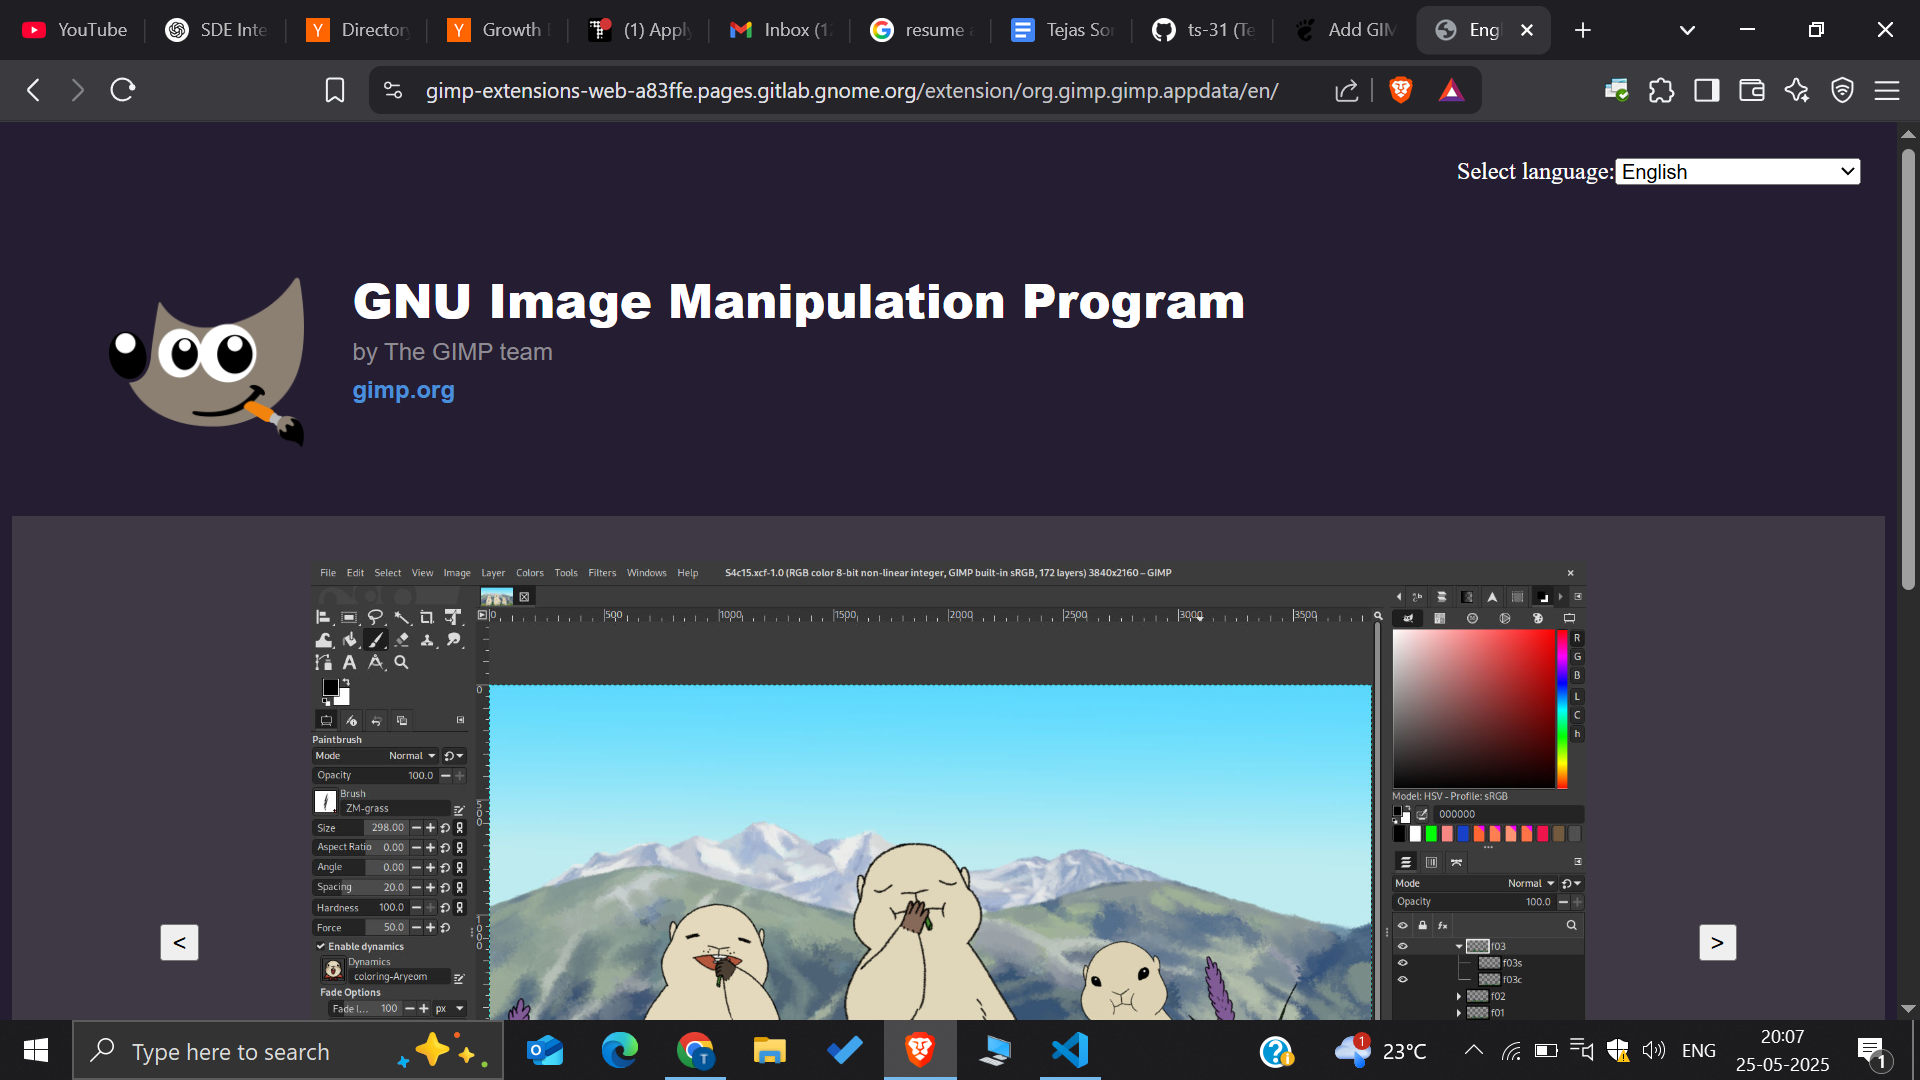 YouTube
SDE Inte
Directory
Growth
(1) Apply
Inbox (12
resume a
Tejas Sor
ts-31 (Te
Add GIM
Engl
gimp-extensions-web-a83ffe.pages.gitlab.gnome.org/extension/org.gimp.gimp.appdata/en/
Select language: English
GNU Image Manipulation Program
by The GIMP team
gimp.org
File Edit Select View Image Layer Colors Tools Filters Windows Help
S4c15.xcf-1.0 (RGB color 8-bit non-linear integer, GIMP built-in sRGB, 172 layers) 3840x2160 – GIMP
0 500 1000 1500 2000 2500 3000 3500
R
G
B
L
C
h
0
500
1000
Paintbrush
Mode Normal
Opacity 100.0
Brush
ZM-grass
Size 298.00
Aspect Ratio 0.00
Angle 0.00
Spacing 20.0
Hardness 100.0
Force 50.0
Enable dynamics
Dynamics
coloring-Aryeom
Fade Options
Fade l... 100 px
Model: HSV - Profile: sRGB
000000
Mode Normal
Opacity 100.0
fx
f03
f03s
f03c
f02
f01
<
>
Type here to search
T
1
23°C
ENG
20:07
25-05-2025
1